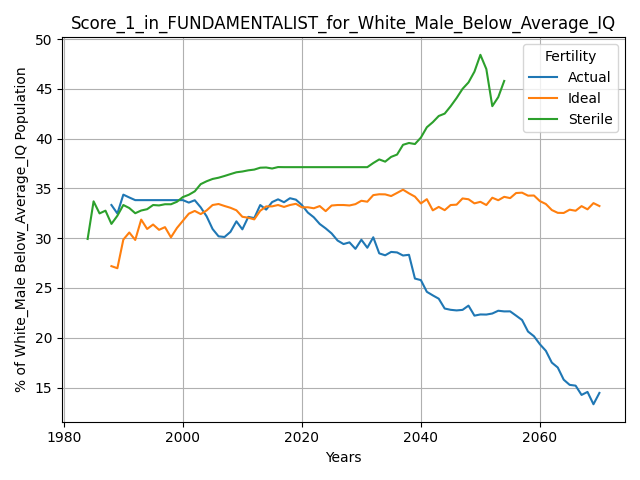 Score_1_in_FUNDAMENTALIST_for_White_Male_Below_Average_IQ
% of White_Male Below_Average_IQ Population
50
45
40
35
30
25
20
15
Fertility
Actual
Ideal
Sterile
1980
2000
2020
2040
2060
Years